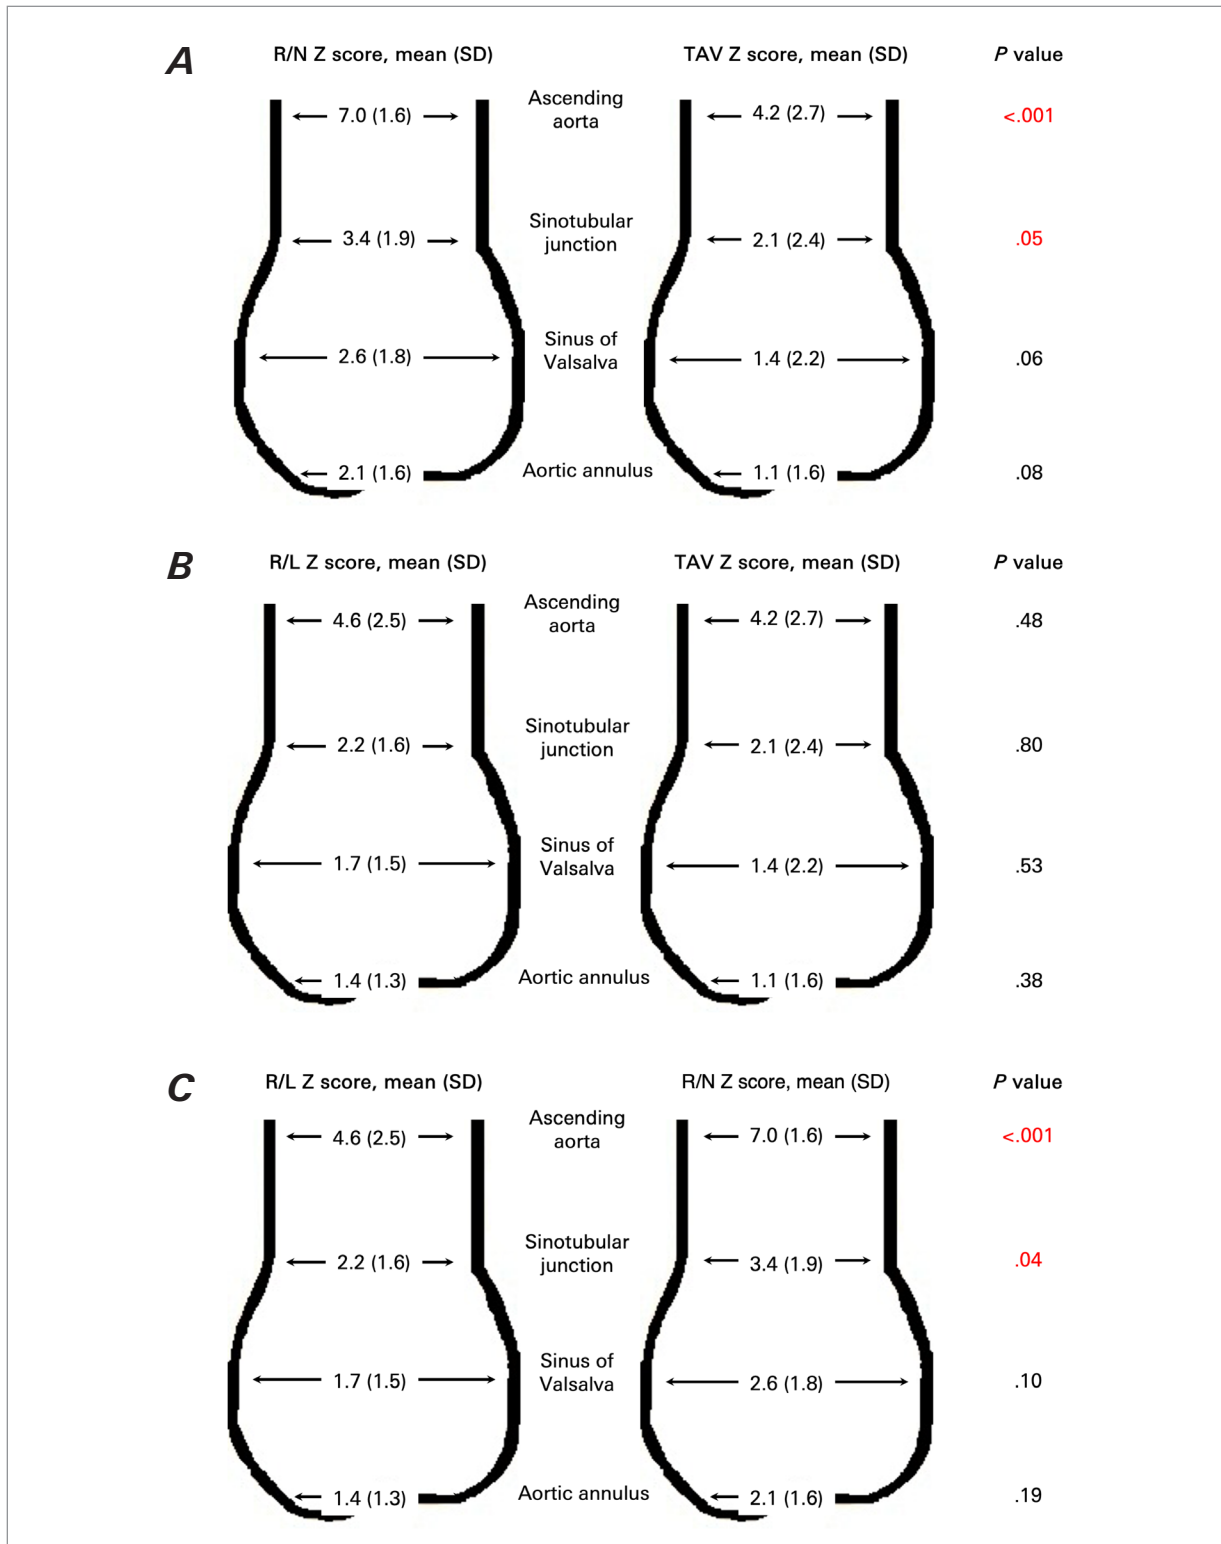 A
R/N Z score, mean (SD)
TAV Z score, mean (SD)
P value
7.0 (1.6)
Ascending
aorta
4.2 (2.7)
<.001
3.4 (1.9)
Sinotubular
junction
2.1 (2.4)
.05
2.6 (1.8)
Sinus of
Valsalva
1.4 (2.2)
.06
2.1 (1.6)
Aortic annulus
1.1 (1.6)
.08
B
R/L Z score, mean (SD)
TAV Z score, mean (SD)
P value
4.6 (2.5)
Ascending
aorta
4.2 (2.7)
.48
2.2 (1.6)
Sinotubular
junction
2.1 (2.4)
.80
1.7 (1.5)
Sinus of
Valsalva
1.4 (2.2)
.53
1.4 (1.3)
Aortic annulus
1.1 (1.6)
.38
C
R/L Z score, mean (SD)
R/N Z score, mean (SD)
P value
4.6 (2.5)
Ascending
aorta
7.0 (1.6)
<.001
2.2 (1.6)
Sinotubular
junction
3.4 (1.9)
.04
1.7 (1.5)
Sinus of
Valsalva
2.6 (1.8)
.10
1.4 (1.3)
Aortic annulus
2.1 (1.6)
.19